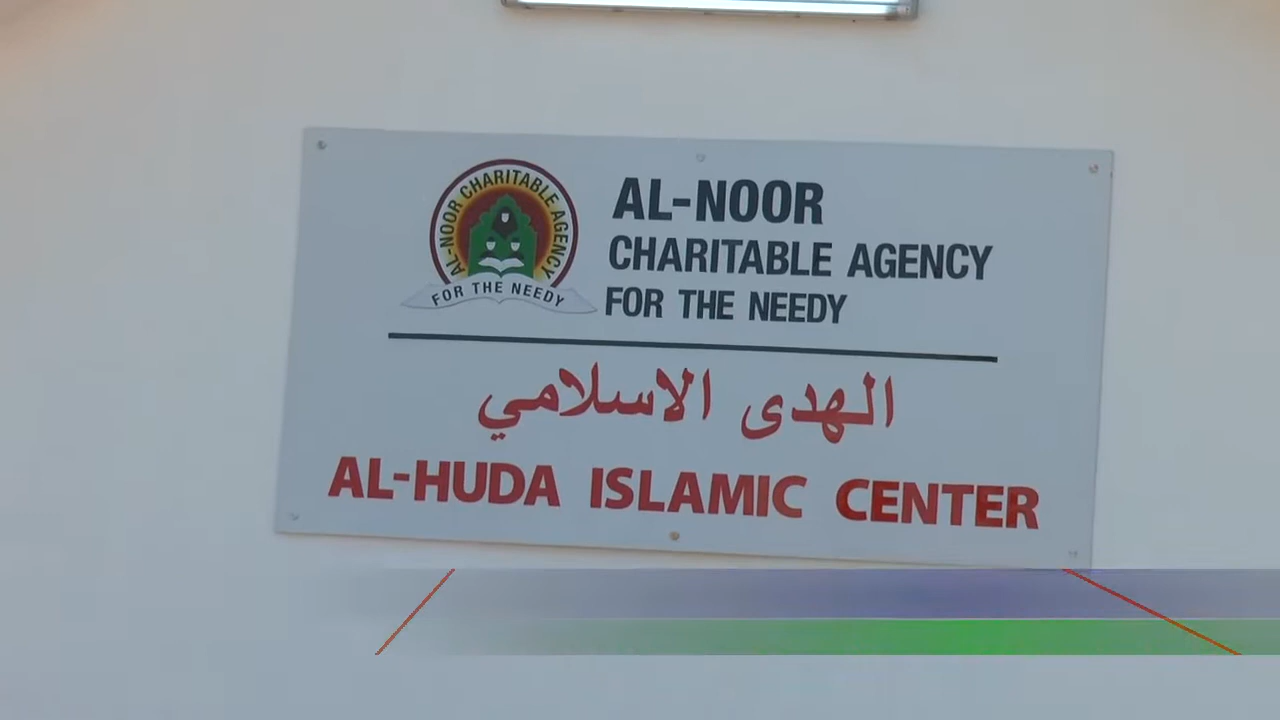 AL-NOOR CHARITABLE AGENCY
FOR THE NEEDY
AL-NOOR
CHARITABLE AGENCY
FOR THE NEEDY
الهدى الاسلامي
AL-HUDA ISLAMIC CENTER